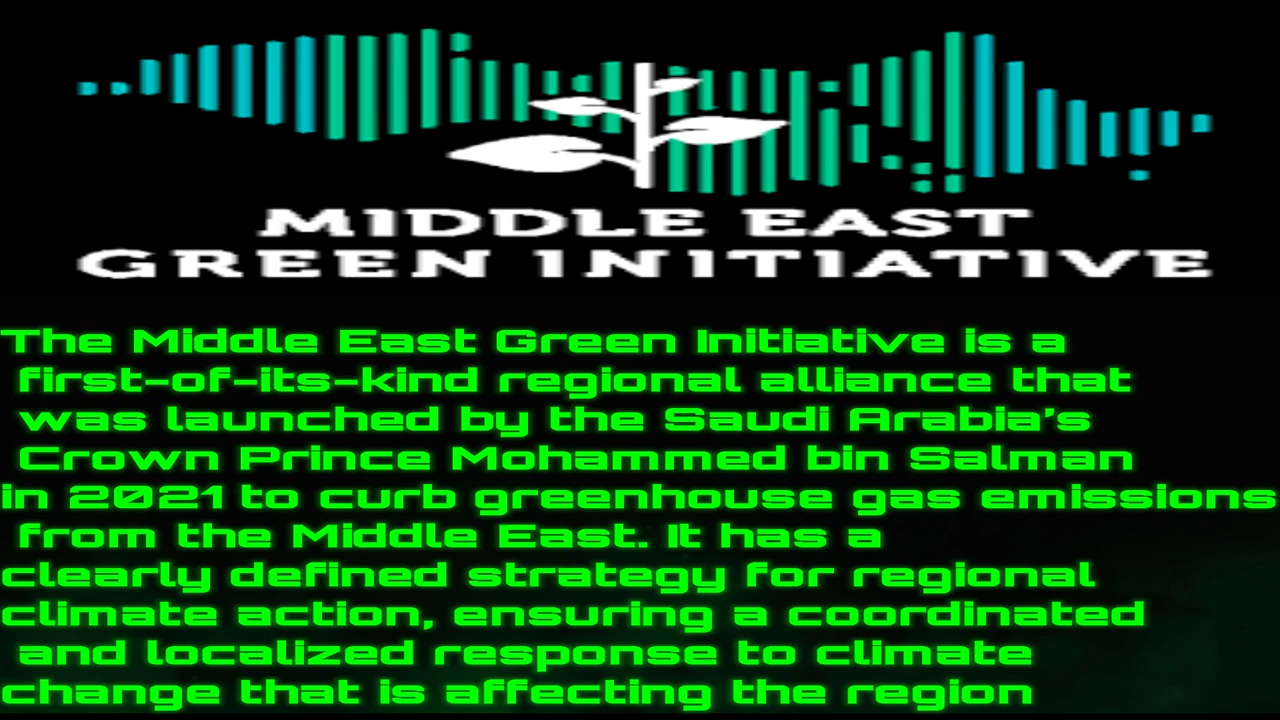 MIDDLE EAST
GREEN INITIATIVE
The Middle East Green Initiative is a
first-of-its-kind regional alliance that
was launched by the Saudi Arabia's
Crown Prince Mohammed bin Salman
in 2021 to curb greenhouse gas emissions
from the Middle East. It has a
clearly defined strategy for regional
climate action, ensuring a coordinated
and localized response to climate
change that is affecting the region